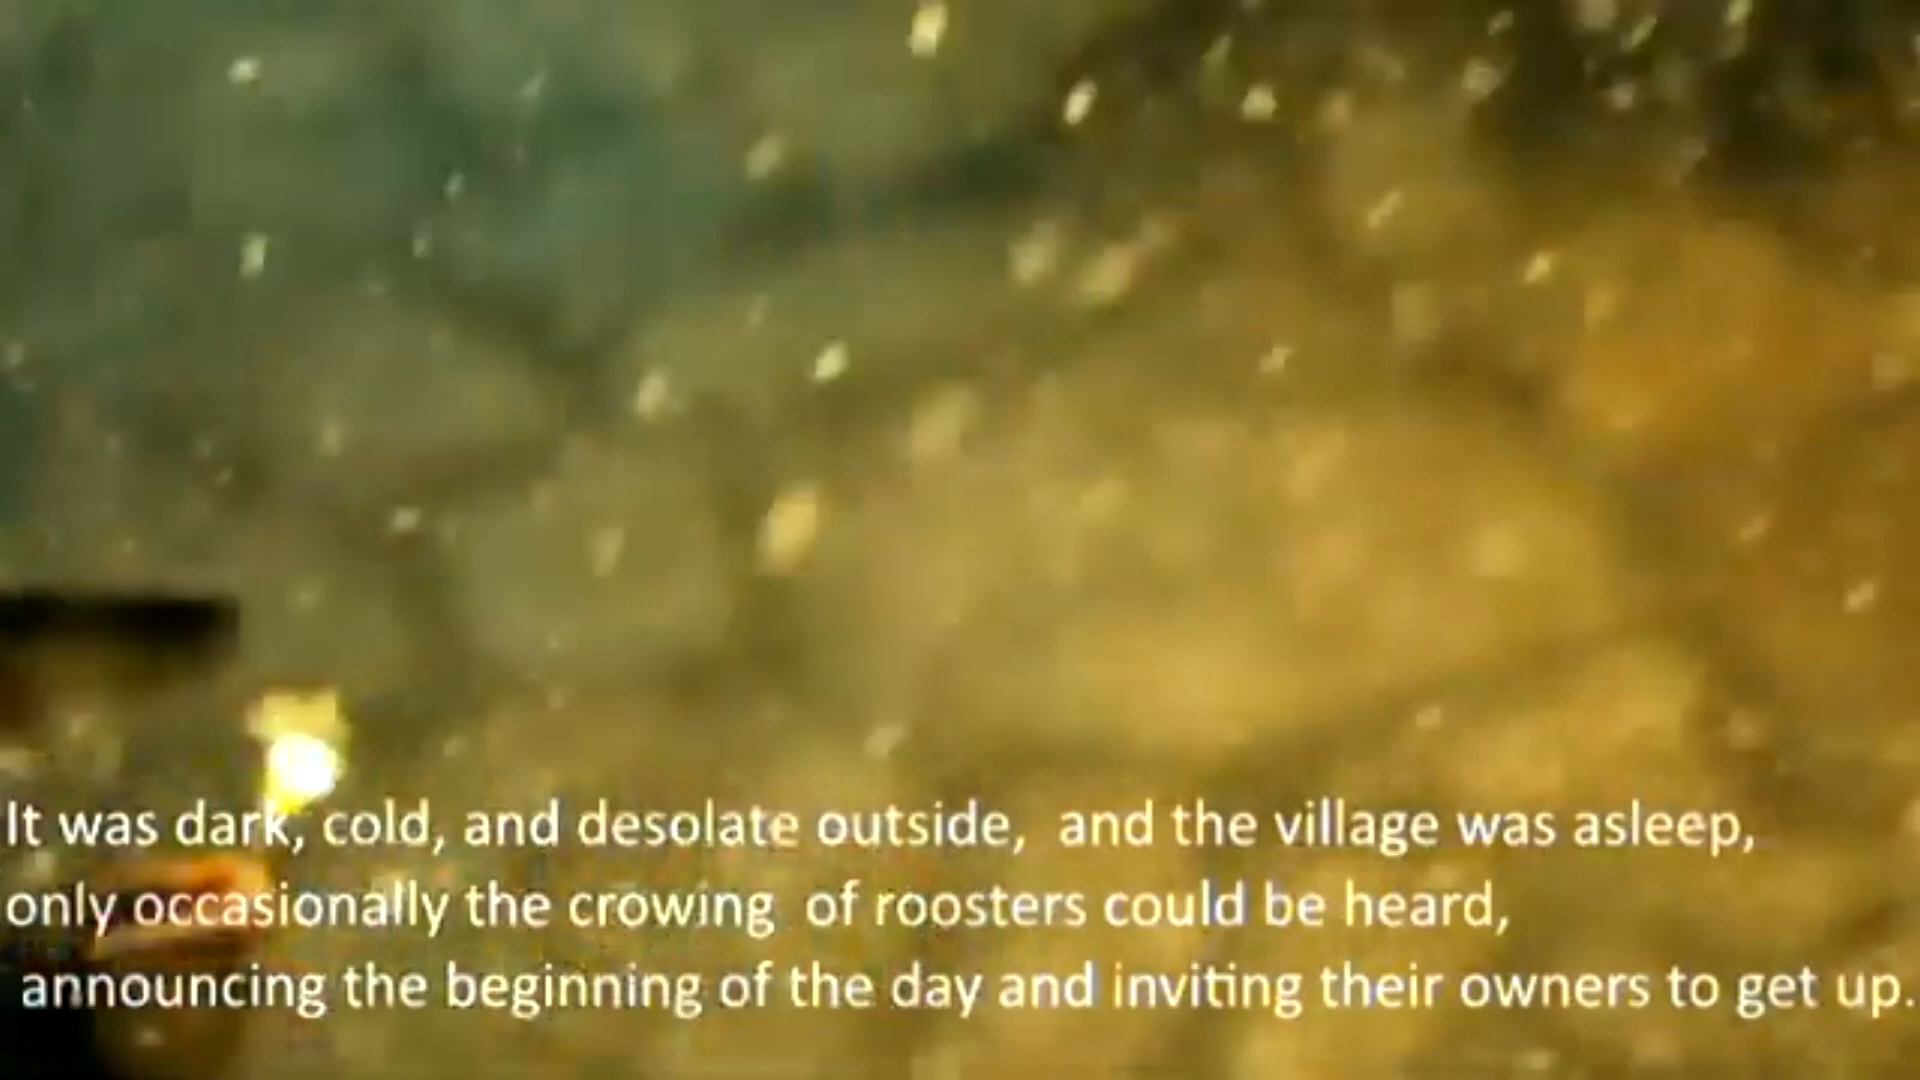 It was dark, cold, and desolate outside,  and the village was asleep,
only occasionally the crowing  of roosters could be heard,
announcing the beginning of the day and inviting their owners to get up.